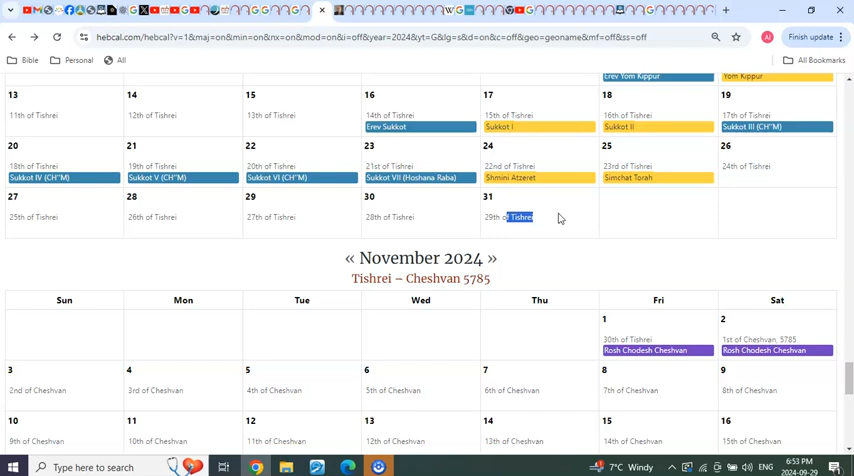 Finish update
hebcal.com/hebcal?v=1&maj=on&min=on&nx=on&mod=on&i=off&year=2024&yt=G&lg=s&d=on&c=off&geo=geoname&mf=off&ss=off
AI
Bible
Personal
All
All Bookmarks
Erev Yom Kippur
Yom Kippur
13 14 15 16 17 18 19
11th of Tishrei 12th of Tishrei 13th of Tishrei 14th of Tishrei 15th of Tishrei 16th of Tishrei 17th of Tishrei
Erev Sukkot Sukkot I Sukkot II Sukkot III (CH"M)
20 21 22 23 24 25 26
18th of Tishrei 19th of Tishrei 20th of Tishrei 21st of Tishrei 22nd of Tishrei 23rd of Tishrei 24th of Tishrei
Sukkot IV (CH"M) Sukkot V (CH"M) Sukkot VI (CH"M) Sukkot VII (Hoshana Raba) Shmini Atzeret Simchat Torah
27 28 29 30 31
25th of Tishrei 26th of Tishrei 27th of Tishrei 28th of Tishrei 29th of Tishrei
« November 2024 »
Tishrei – Cheshvan 5785
Sun Mon Tue Wed Thu Fri Sat
1 2
30th of Tishrei 1st of Cheshvan, 5785
Rosh Chodesh Cheshvan Rosh Chodesh Cheshvan
3 4 5 6 7 8 9
2nd of Cheshvan 3rd of Cheshvan 4th of Cheshvan 5th of Cheshvan 6th of Cheshvan 7th of Cheshvan 8th of Cheshvan
10 11 12 13 14 15 16
9th of Cheshvan 10th of Cheshvan 11th of Cheshvan 12th of Cheshvan 13th of Cheshvan 14th of Cheshvan 15th of Cheshvan
Type here to search
7°C Windy
ENG
6:53 PM
2024-09-29